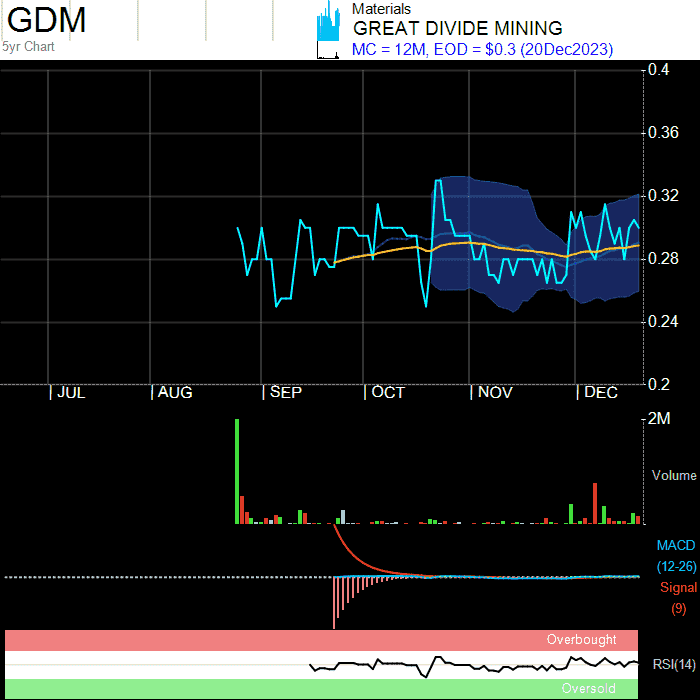 GDM
5yr Chart
Materials
GREAT DIVIDE MINING
MC = 12M, EOD = $0.3 (20Dec2023)
0.4
0.36
0.32
0.28
0.24
0.2
JUL AUG SEP OCT NOV DEC
2M
Volume
MACD
(12-26)
Signal
(9)
Overbought
RSI(14)
Oversold